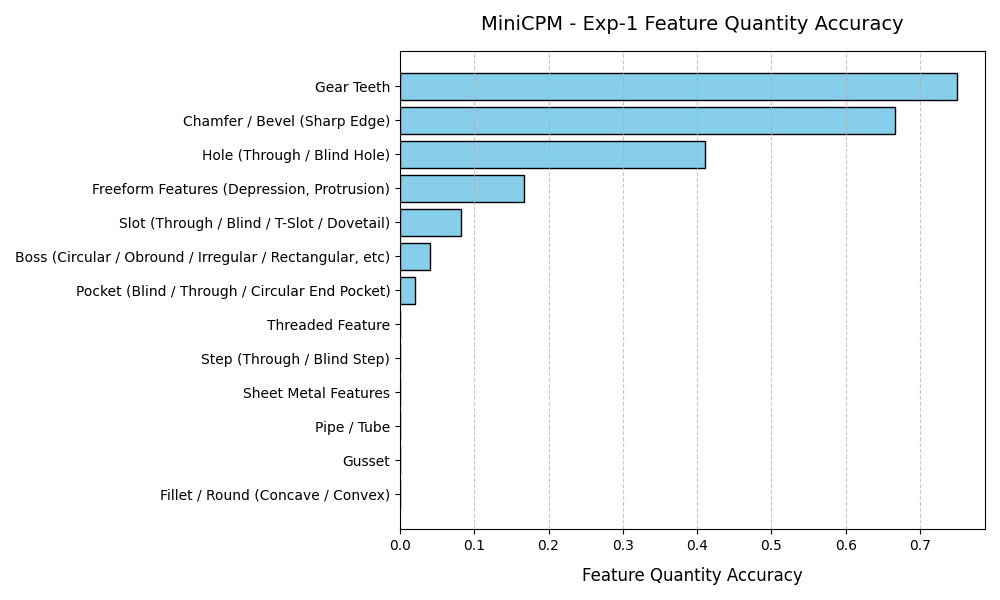 MiniCPM - Exp-1 Feature Quantity Accuracy
Gear Teeth
Chamfer / Bevel (Sharp Edge)
Hole (Through / Blind Hole)
Freeform Features (Depression, Protrusion)
Slot (Through / Blind / T-Slot / Dovetail)
Boss (Circular / Obround / Irregular / Rectangular, etc)
Pocket (Blind / Through / Circular End Pocket)
Threaded Feature
Step (Through / Blind Step)
Sheet Metal Features
Pipe / Tube
Gusset
Fillet / Round (Concave / Convex)
0.0 0.1 0.2 0.3 0.4 0.5 0.6 0.7
Feature Quantity Accuracy